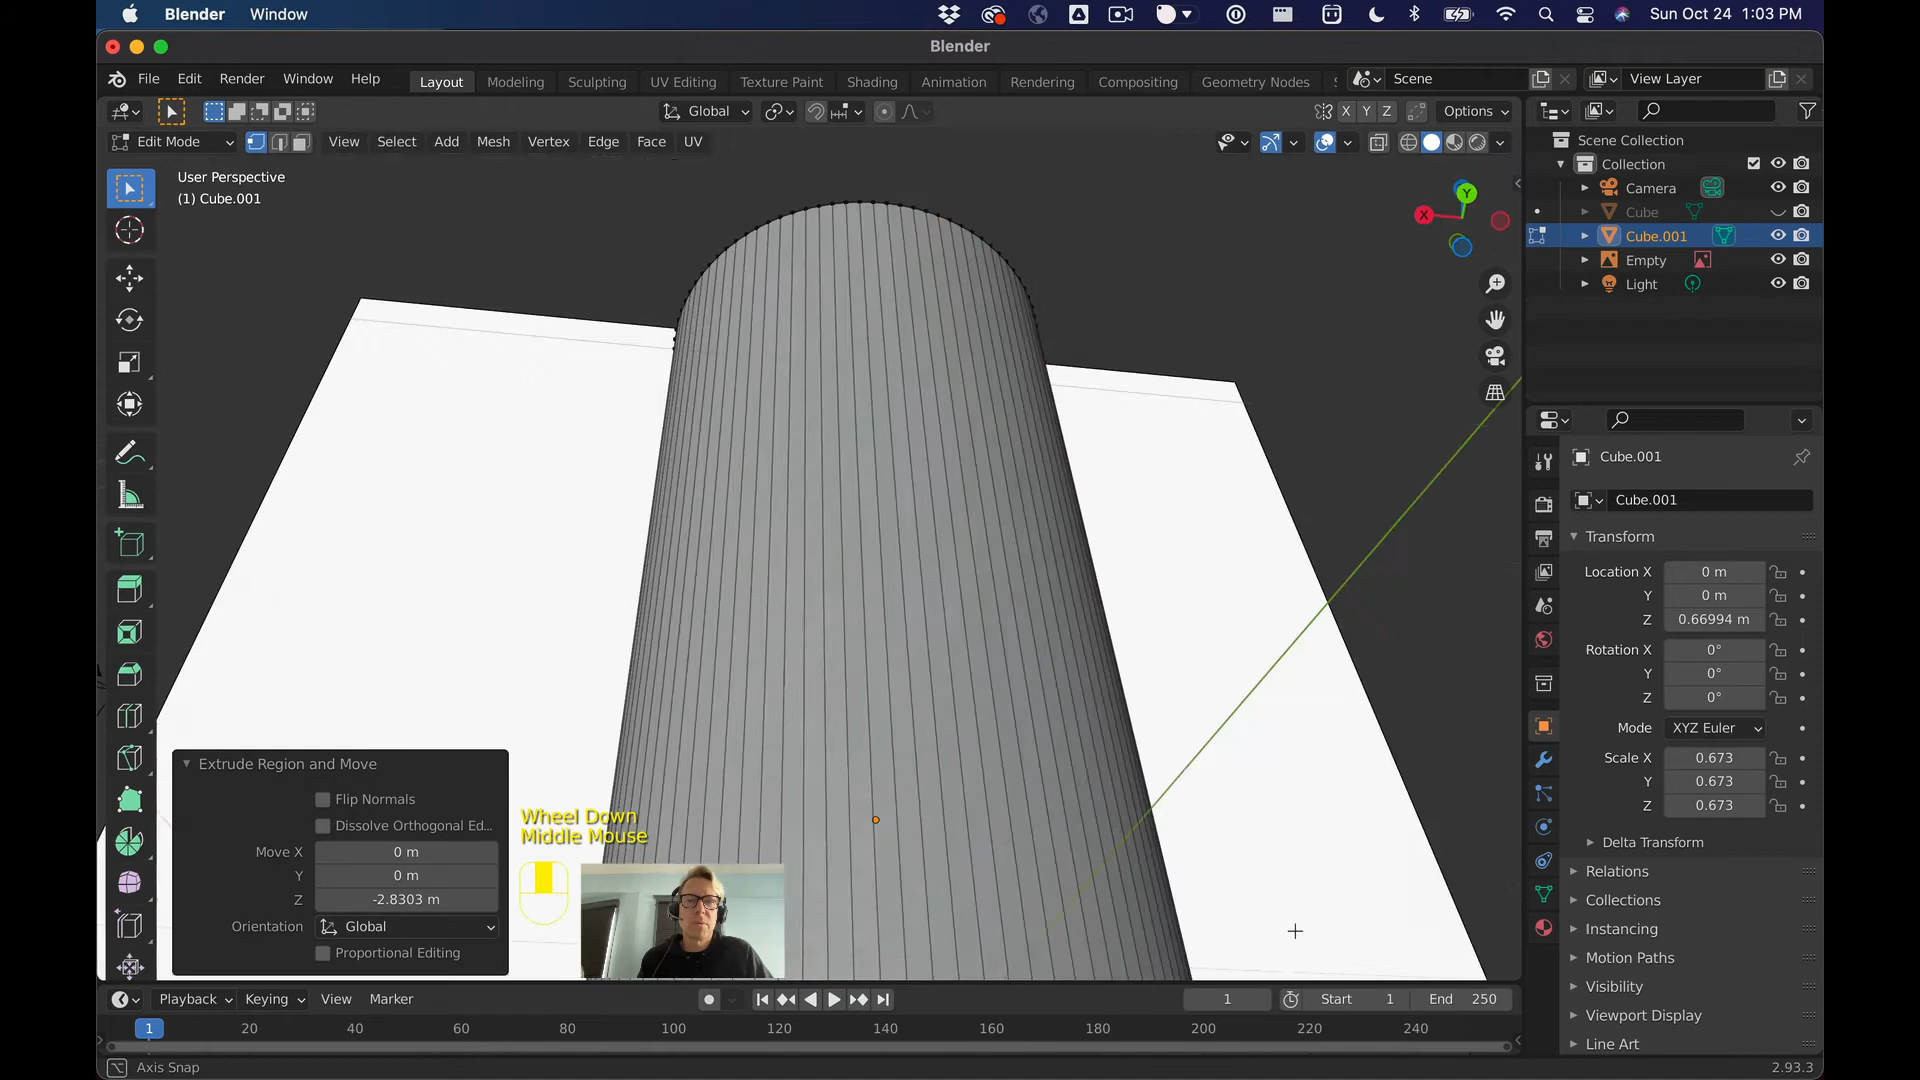 Blender Window Sun Oct 24 1:03 PM
Blender
File Edit Render Window Help Layout Modeling Sculpting UV Editing Texture Paint Shading Animation Rendering Compositing Geometry Nodes S Scene View Layer
Global X Y Z Options
Edit Mode View Select Add Mesh Vertex Edge Face UV
User Perspective
(1) Cube.001
Y
X
Scene Collection
Collection
Camera
Cube
Cube.001
Empty
Light
Cube.001
Cube.001
Transform
Location X 0 m
Y 0 m
Z 0.66994 m
Rotation X 0°
Y 0°
Z 0°
Mode XYZ Euler
Scale X 0.673
Y 0.673
Z 0.673
Delta Transform
Relations
Collections
Instancing
Motion Paths
Visibility
Viewport Display
Line Art
Extrude Region and Move
Flip Normals
Dissolve Orthogonal Ed...
Move X 0 m
Y 0 m
Z -2.8303 m
Orientation Global
Proportional Editing
Wheel Down
Middle Mouse
Playback Keying View Marker 1 Start 1 End 250
1 20 40 60 80 100 120 140 160 180 200 220 240
Axis Snap 2.93.3